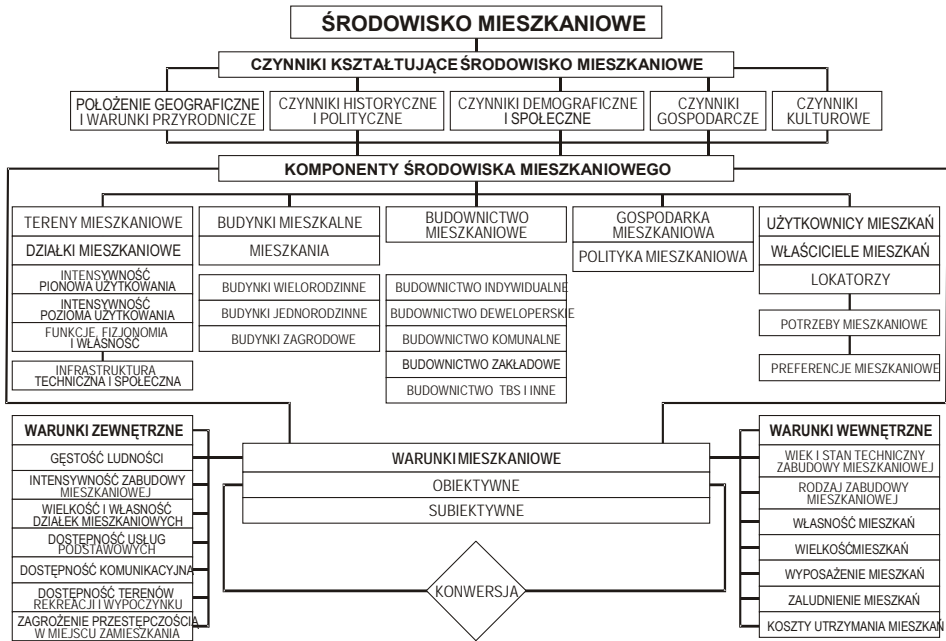 ŚRODOWISKO MIESZKANIOWE
CZYNNIKI KSZTAŁTUJĄCE ŚRODOWISKO MIESZKANIOWE
POŁOŻENIE GEOGRAFICZNE
I WARUNKI PRZYRODNICZE
CZYNNIKI HISTORYCZNE
I POLITYCZNE
CZYNNIKI DEMOGRAFICZNE
I SPOŁECZNE
CZYNNIKI
GOSPODARCZE
CZYNNIKI
KULTUROWE
KOMPONENTY ŚRODOWISKA MIESZKANIOWEGO
TERENY MIESZKANIOWE
DZIAŁKI MIESZKANIOWE
INTENSYWNOŚĆ
PIONOWA UŻYTKOWANIA
INTENSYWNOŚĆ
POZIOMA UŻYTKOWANIA
FUNKCJE, FIZJONOMIA
I WŁASNOŚĆ
INFRASTRUKTURA
TECHNICZNA I SPOŁECZNA
BUDYNKI MIESZKALNE
MIESZKANIA
BUDYNKI WIELORODZINNE
BUDYNKI JEDNORODZINNE
BUDYNKI ZAGRODOWE
BUDOWNICTWO
MIESZKANIOWE
BUDOWNICTWO INDYWIDUALNE
BUDOWNICTWO DEWELOPERSKIE
BUDOWNICTWO KOMUNALNE
BUDOWNICTWO ZAKŁADOWE
BUDOWNICTWO TBS I INNE
GOSPODARKA
MIESZKANIOWA
POLITYKA MIESZKANIOWA
UŻYTKOWNICY MIESZKAŃ
WŁAŚCICIELE MIESZKAŃ
LOKATORZY
POTRZEBY MIESZKANIOWE
PREFERENCJE MIESZKANIOWE
WARUNKI ZEWNĘTRZNE
GĘSTOŚĆ LUDNOŚCI
INTENSYWNOŚĆ ZABUDOWY
MIESZKANIOWEJ
WIELKOŚĆ I WŁASNOŚĆ
DZIAŁEK MIESZKANIOWYCH
DOSTĘPNOŚĆ USŁUG
PODSTAWOWYCH
DOSTĘPNOŚĆ KOMUNIKACYJNA
DOSTĘPNOŚĆ TERENÓW
REKREACJI I WYPOCZYNKU
ZAGROŻENIE PRZESTĘPCZOŚCIĄ
W MIEJSCU ZAMIESZKANIA
WARUNKI MIESZKANIOWE
OBIEKTYWNE
SUBIEKTYWNE
KONWERSJA
WARUNKI WEWNĘTRZNE
WIEK I STAN TECHNICZNY
ZABUDOWY MIESZKANIOWEJ
RODZAJ ZABUDOWY
MIESZKANIOWEJ
WŁASNOŚĆ MIESZKAŃ
WIELKOŚĆ MIESZKAŃ
WYPOSAŻENIE MIESZKAŃ
ZALUDNIENIE MIESZKAŃ
KOSZTY UTRZYMANIA MIESZKAŃ